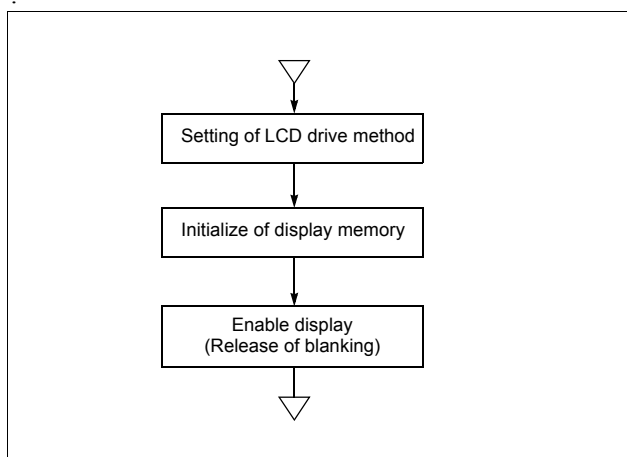 Setting of LCD drive method
Initialize of display memory
Enable display
(Release of blanking)